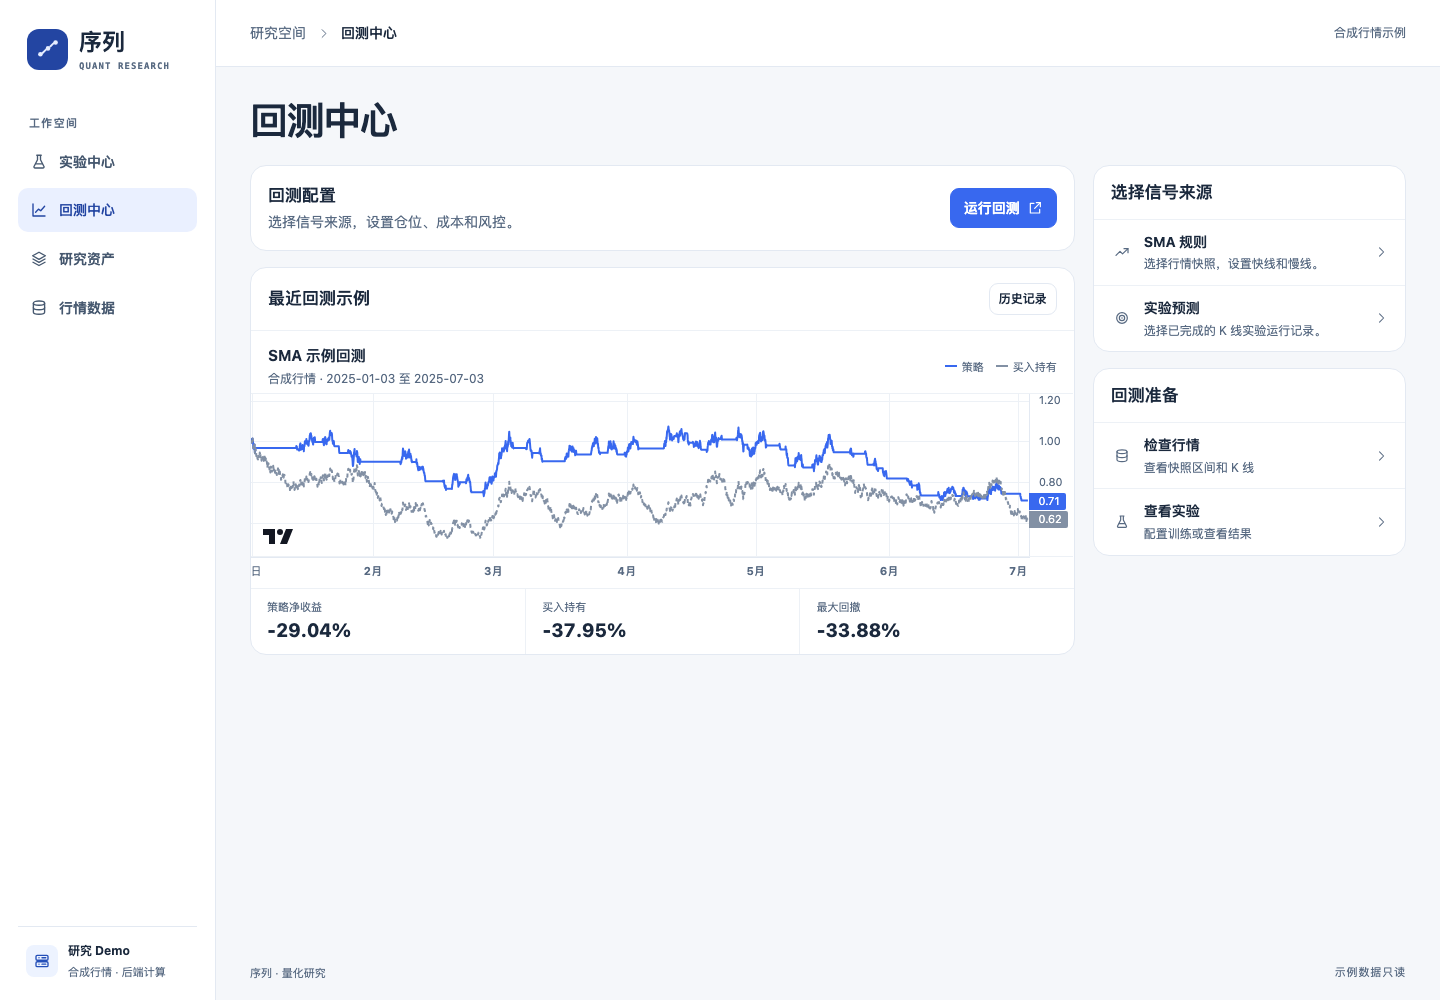 序列
QUANT RESEARCH
工作空间
实验中心
回测中心
研究资产
行情数据
研究 Demo
合成行情 · 后端计算
研究空间
回测中心
合成行情示例
回测中心
回测配置
选择信号来源，设置仓位、成本和风控。
运行回测
最近回测示例
历史记录
SMA 示例回测
合成行情 · 2025-01-03 至 2025-07-03
策略
买入持有
1.20
1.00
0.80
0.71
0.62
日
2月
3月
4月
5月
6月
7月
策略净收益
-29.04%
买入持有
-37.95%
最大回撤
-33.88%
选择信号来源
SMA 规则
选择行情快照，设置快线和慢线。
实验预测
选择已完成的 K 线实验运行记录。
回测准备
检查行情
查看快照区间和 K 线
查看实验
配置训练或查看结果
序列 · 量化研究
示例数据只读